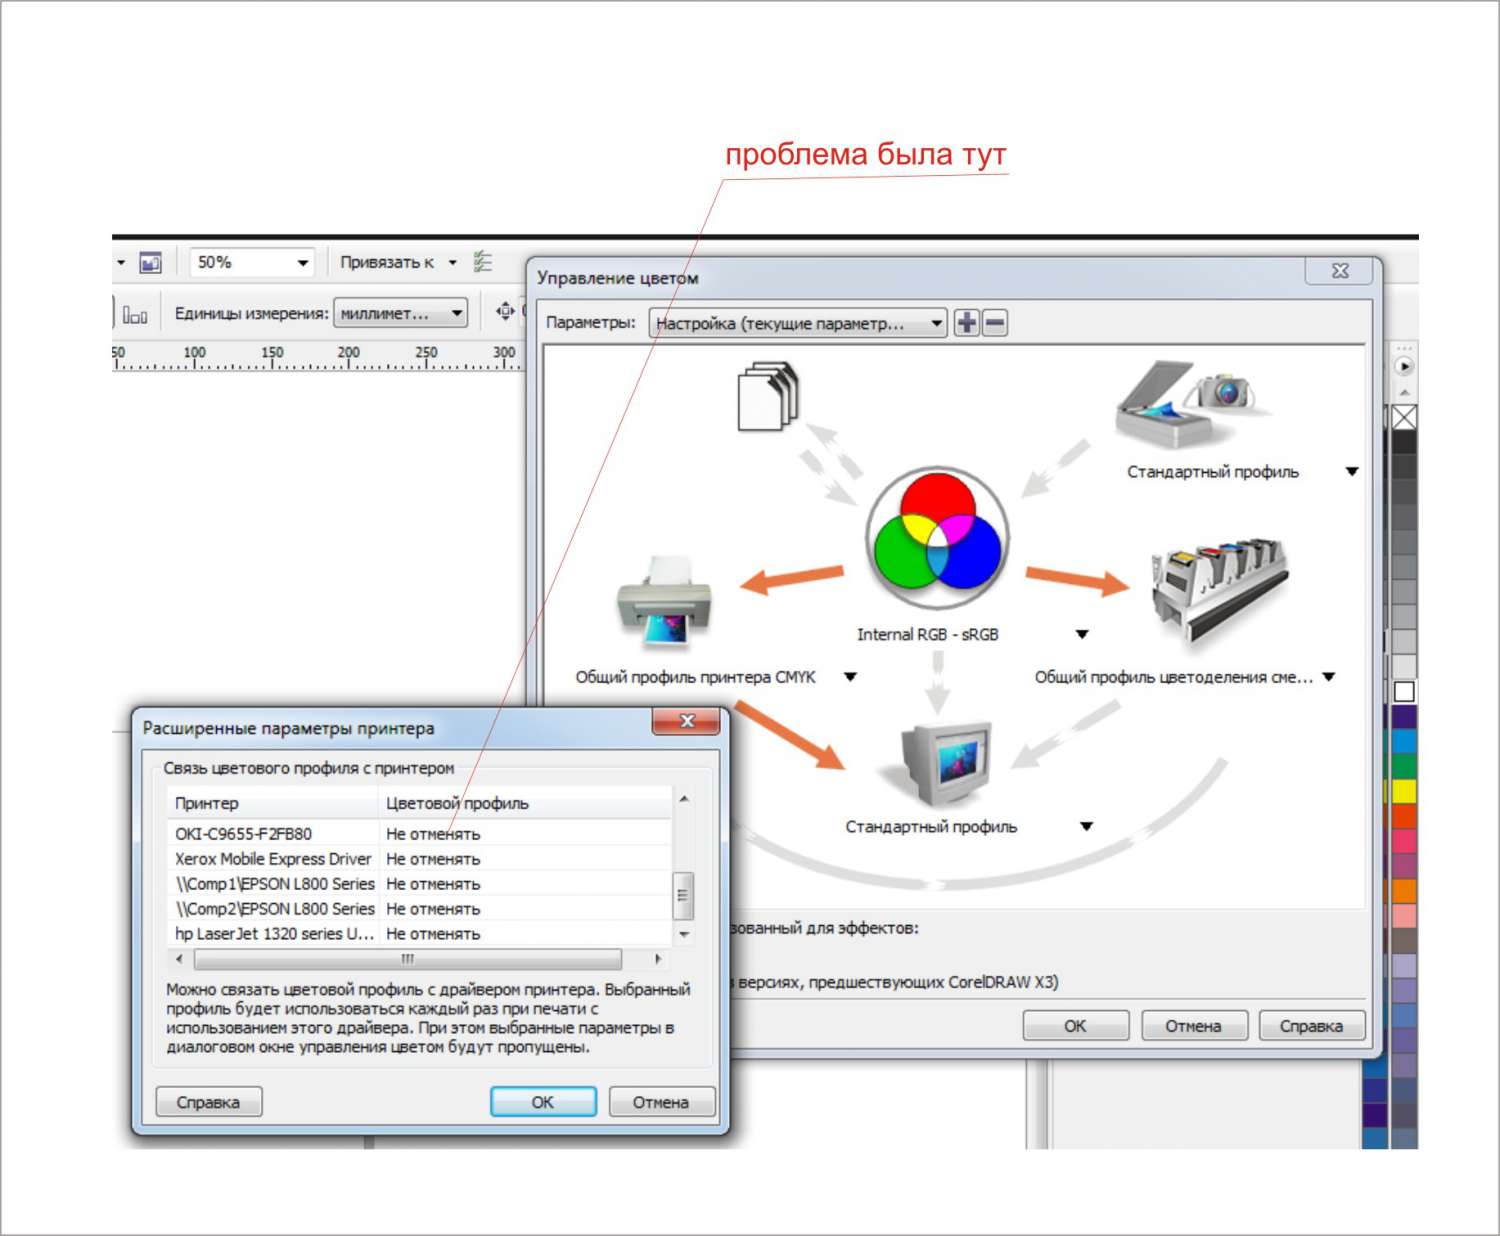 проблема была тут
50%
Привязать к
Единицы измерения:
миллимет...
50 100 150 200 250 300
Управление цветом
Параметры:
Настройка (текущие параметр...
Стандартный профиль
Internal RGB - sRGB
Общий профиль принтера CMYK
Общий профиль цветоделения сме...
Стандартный профиль
зованный для эффектов:
в версиях, предшествующих CorelDRAW X3)
OK
Отмена
Справка
Расширенные параметры принтера
Связь цветового профиля с принтером
Принтер Цветовой профиль
OKI-C9655-F2FB80 Не отменять
Xerox Mobile Express Driver Не отменять
\\Comp1\EPSON L800 Series Не отменять
\\Comp2\EPSON L800 Series Не отменять
hp LaserJet 1320 series U... Не отменять
Можно связать цветовой профиль с драйвером принтера. Выбранный
профиль будет использоваться каждый раз при печати с
использованием этого драйвера. При этом выбранные параметры в
диалоговом окне управления цветом будут пропущены.
Справка
OK
Отмена